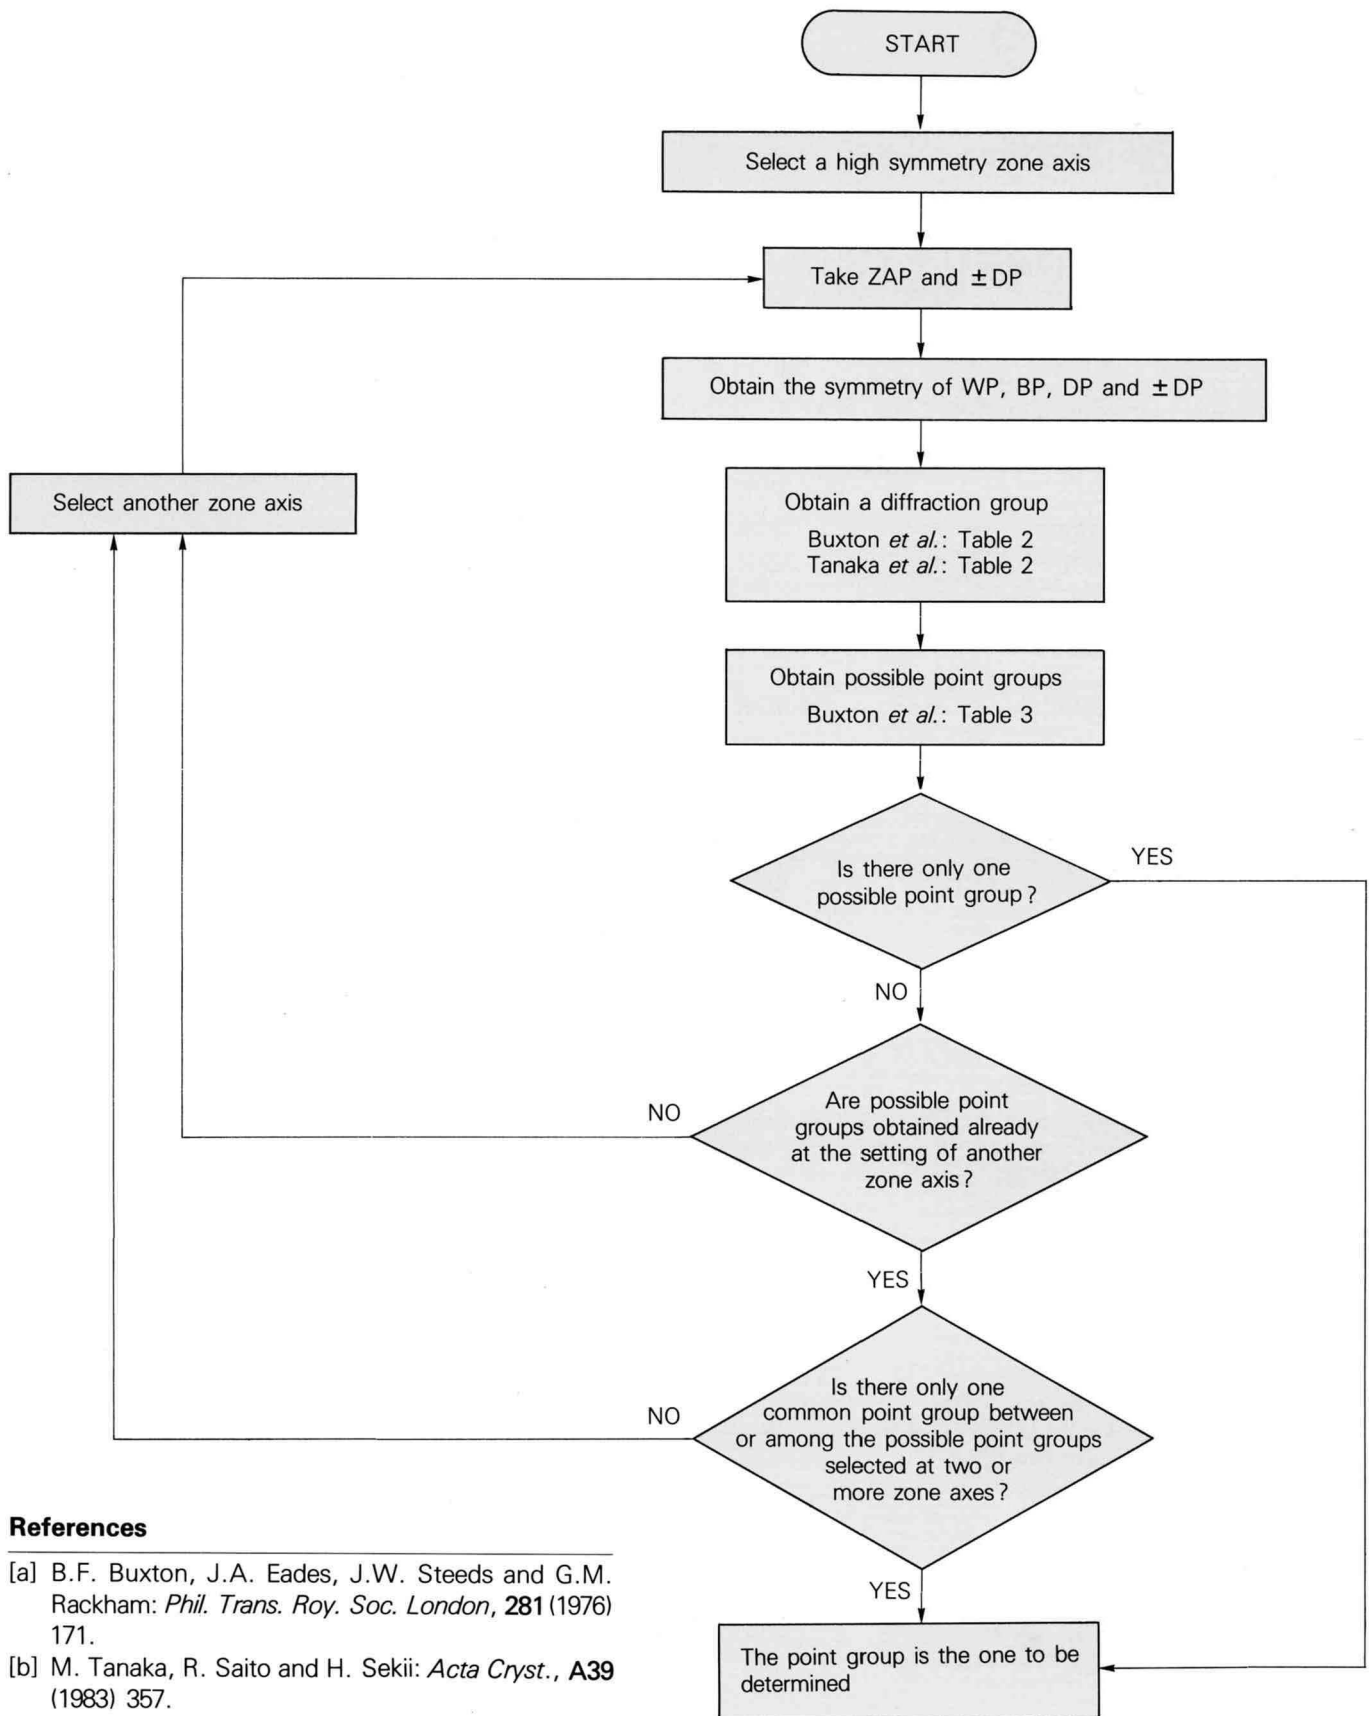 START
Select a high symmetry zone axis
Take ZAP and ±DP
Obtain the symmetry of WP, BP, DP and ±DP
Select another zone axis
Obtain a diffraction group
Buxton et al.: Table 2
Tanaka et al.: Table 2
Obtain possible point groups
Buxton et al.: Table 3
Is there only one
possible point group?
YES
NO
Are possible point
groups obtained already
at the setting of another
zone axis?
NO
YES
Is there only one
common point group between
or among the possible point groups
selected at two or
more zone axes?
NO
YES
The point group is the one to be
determined
References
[a] B.F. Buxton, J.A. Eades, J.W. Steeds and G.M.
Rackham: Phil. Trans. Roy. Soc. London, 281 (1976)
171.
[b] M. Tanaka, R. Saito and H. Sekii: Acta Cryst., A39
(1983) 357.